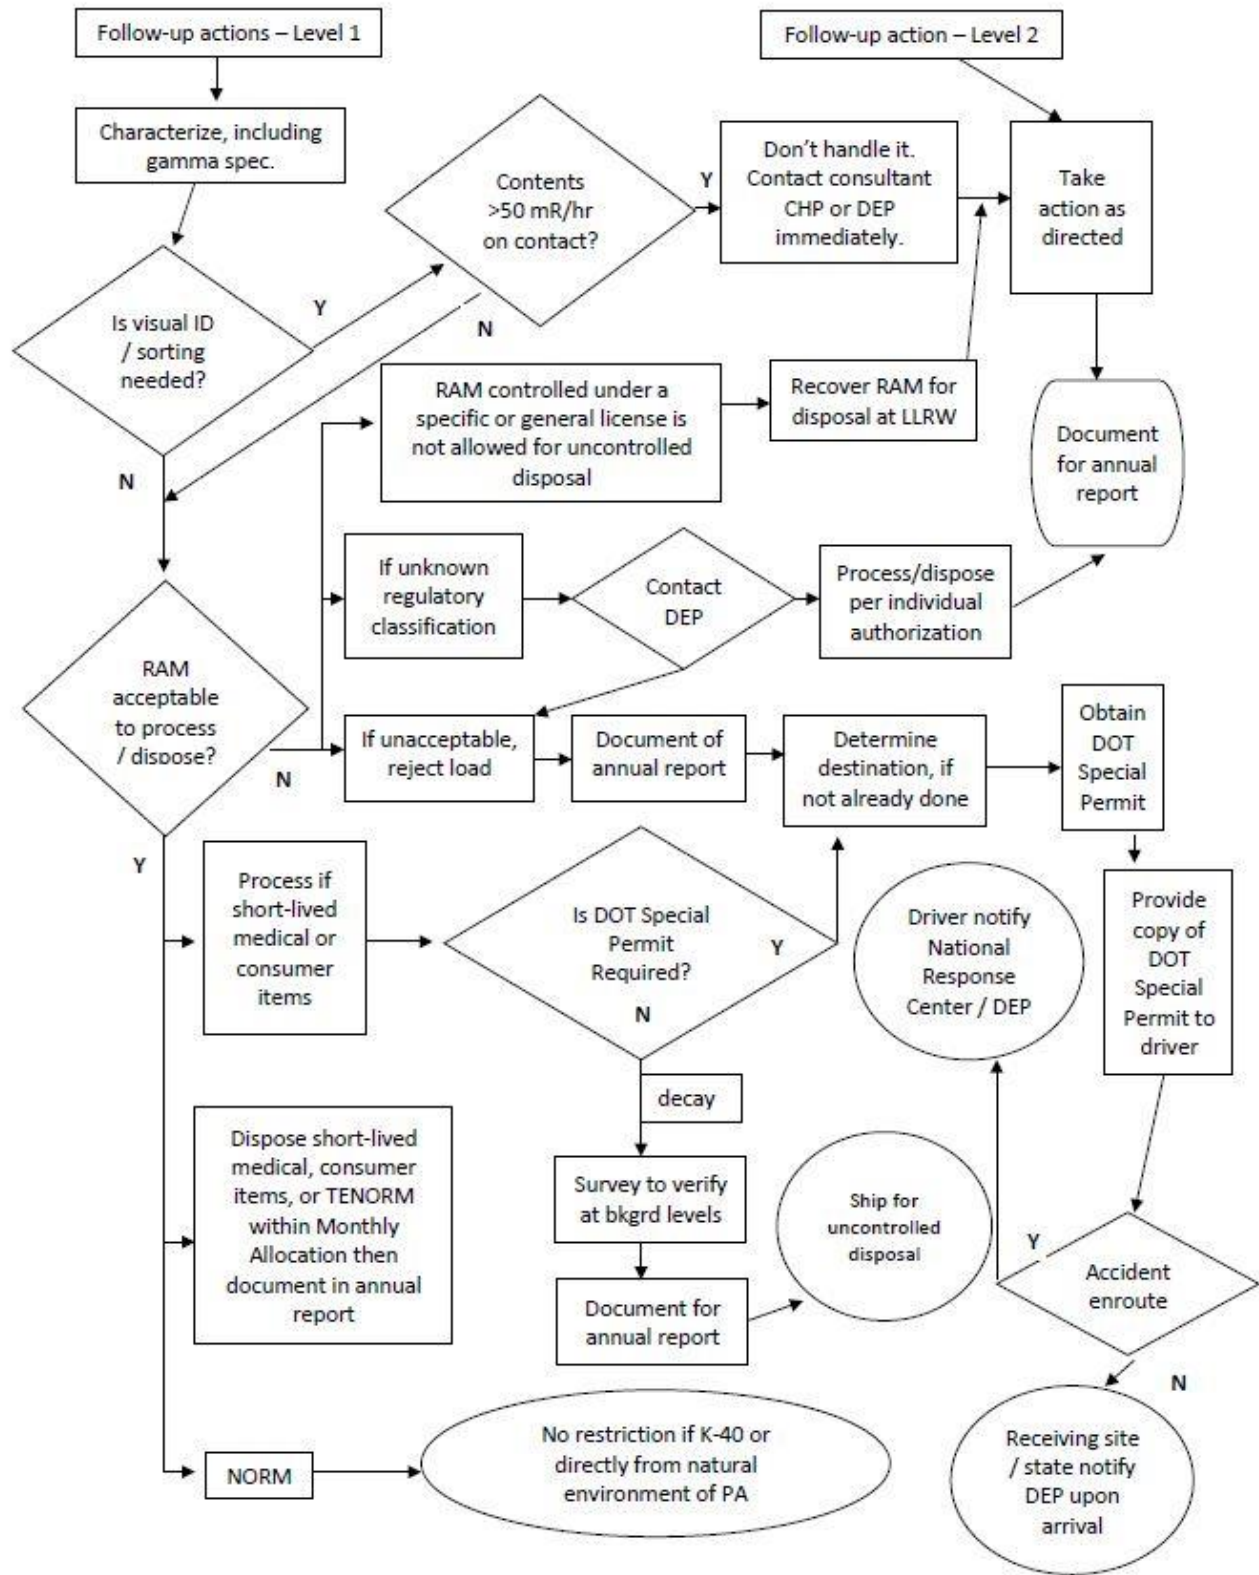 Follow-up actions – Level 1
Follow-up action – Level 2
Characterize, including
gamma spec.
Contents
>50 mR/hr
on contact?
Y
Don't handle it.
Contact consultant
CHP or DEP
immediately.
Take
action as
directed
Is visual ID
/ sorting
needed?
Y
N
N
RAM controlled under a
specific or general license is
not allowed for uncontrolled
disposal
Recover RAM for
disposal at LLRW
Document
for annual
report
If unknown
regulatory
classification
Contact
DEP
Process/dispose
per individual
authorization
RAM
acceptable
to process
/ dispose?
N
Y
If unacceptable,
reject load
Document of
annual report
Determine
destination, if
not already done
Obtain
DOT
Special
Permit
Process if
short-lived
medical or
consumer
items
Is DOT Special
Permit
Required?
Y
N
Driver notify
National
Response
Center / DEP
Provide
copy of
DOT
Special
Permit to
driver
decay
Dispose short-lived
medical, consumer
items, or TENORM
within Monthly
Allocation then
document in annual
report
Survey to verify
at bkgrd levels
Ship for
uncontrolled
disposal
Document for
annual report
Y
Accident
enroute
N
NORM
No restriction if K-40 or
directly from natural
environment of PA
Receiving site
/ state notify
DEP upon
arrival